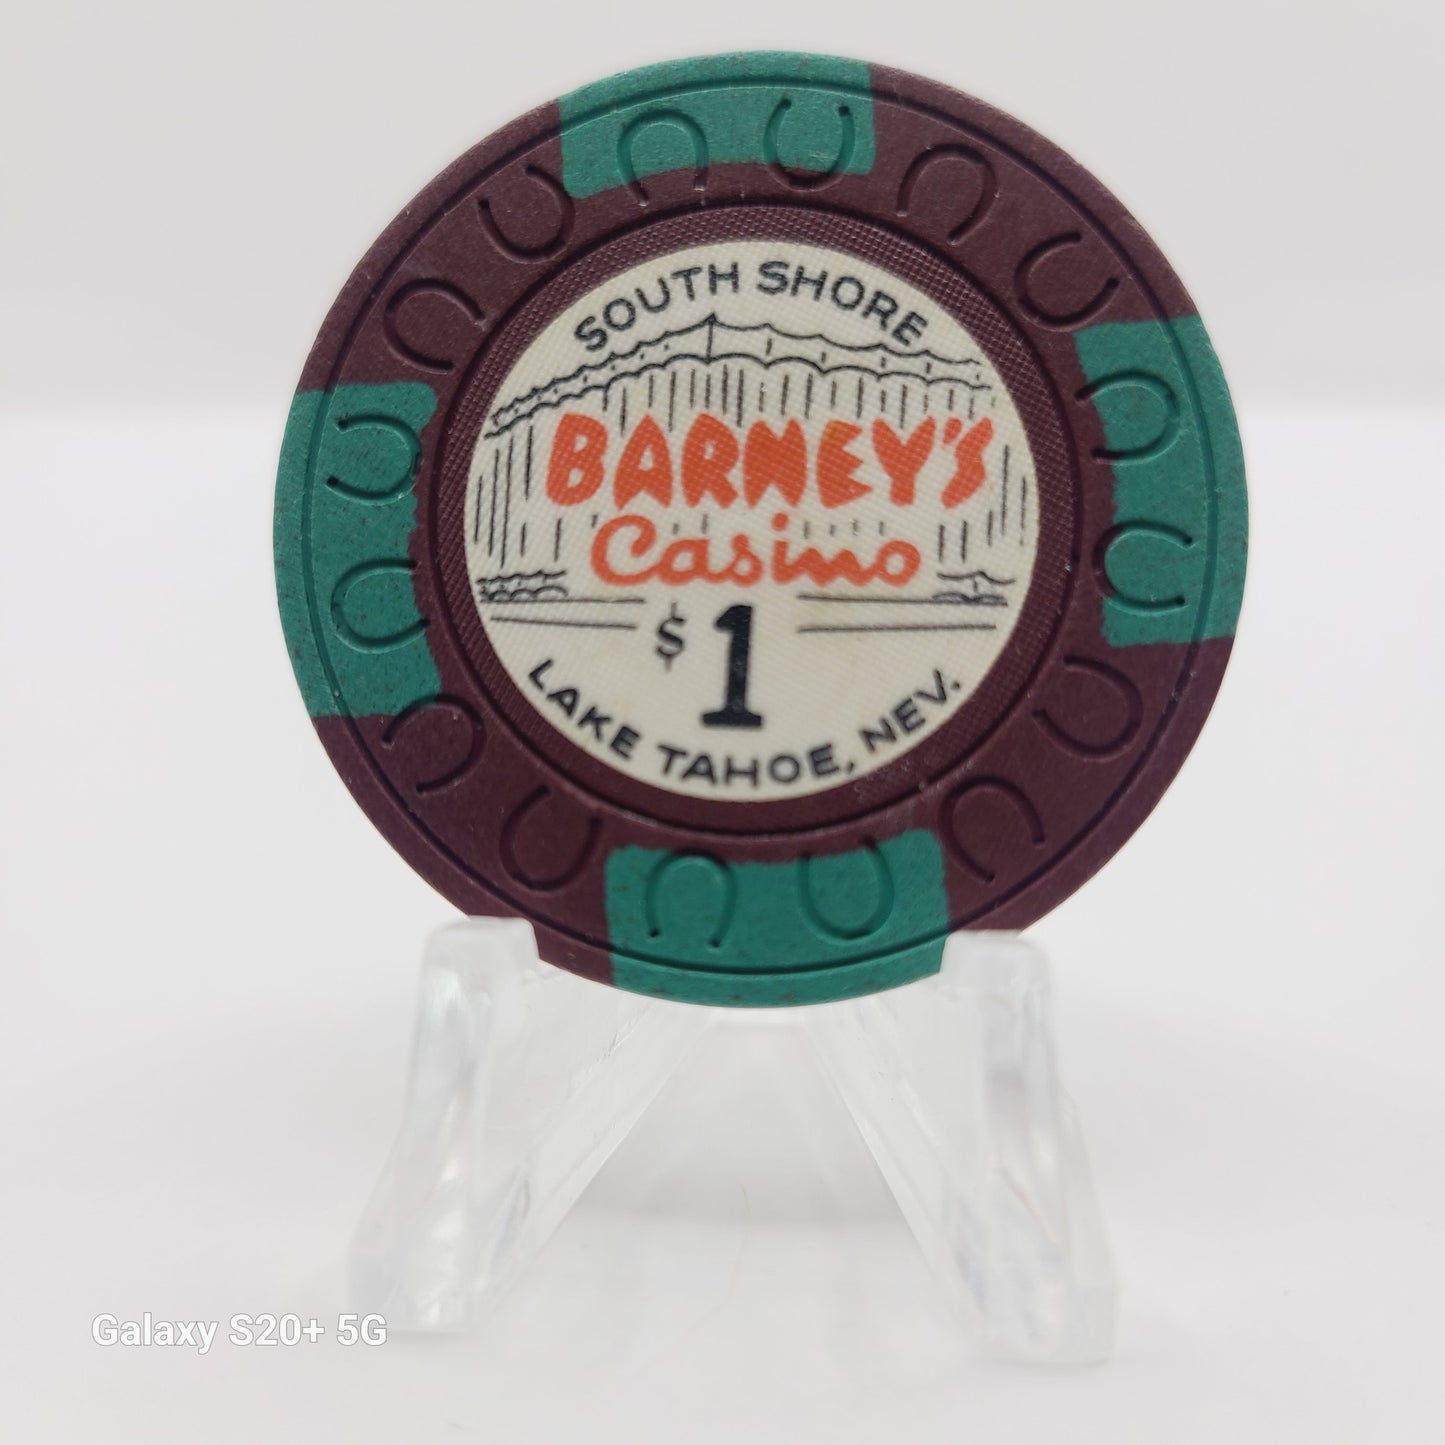 SOUTH SHORE
BARNEY'S
Casino
$1
LAKE TAHOE, NEV.
Galaxy S20+ 5G